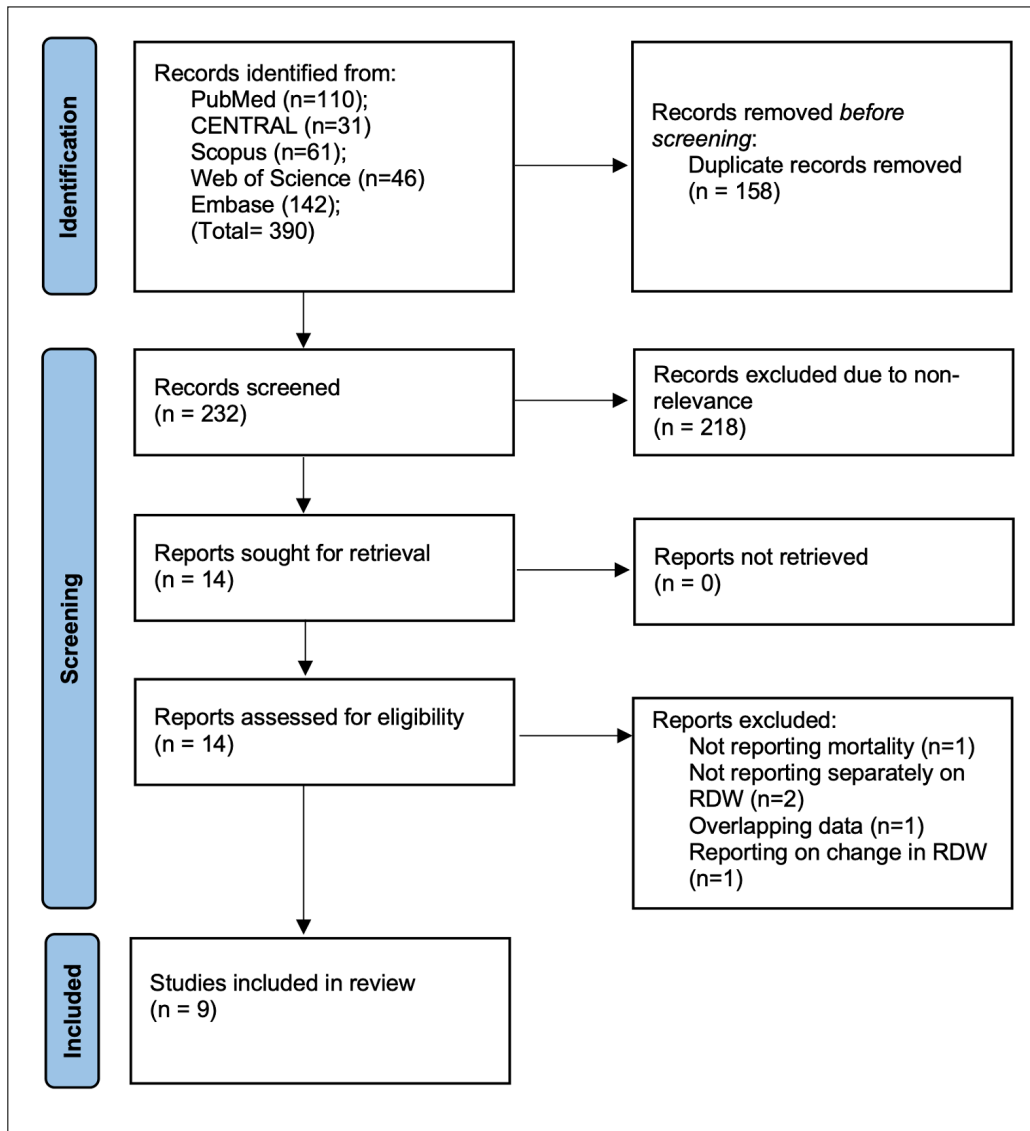 Identification
Records identified from:
PubMed (n=110);
CENTRAL (n=31)
Scopus (n=61);
Web of Science (n=46)
Embase (142);
(Total= 390)
Records removed before
screening:
Duplicate records removed
(n = 158)
Screening
Records screened
(n = 232)
Records excluded due to non-
relevance
(n = 218)
Reports sought for retrieval
(n = 14)
Reports not retrieved
(n = 0)
Reports assessed for eligibility
(n = 14)
Reports excluded:
Not reporting mortality (n=1)
Not reporting separately on
RDW (n=2)
Overlapping data (n=1)
Reporting on change in RDW
(n=1)
Included
Studies included in review
(n = 9)